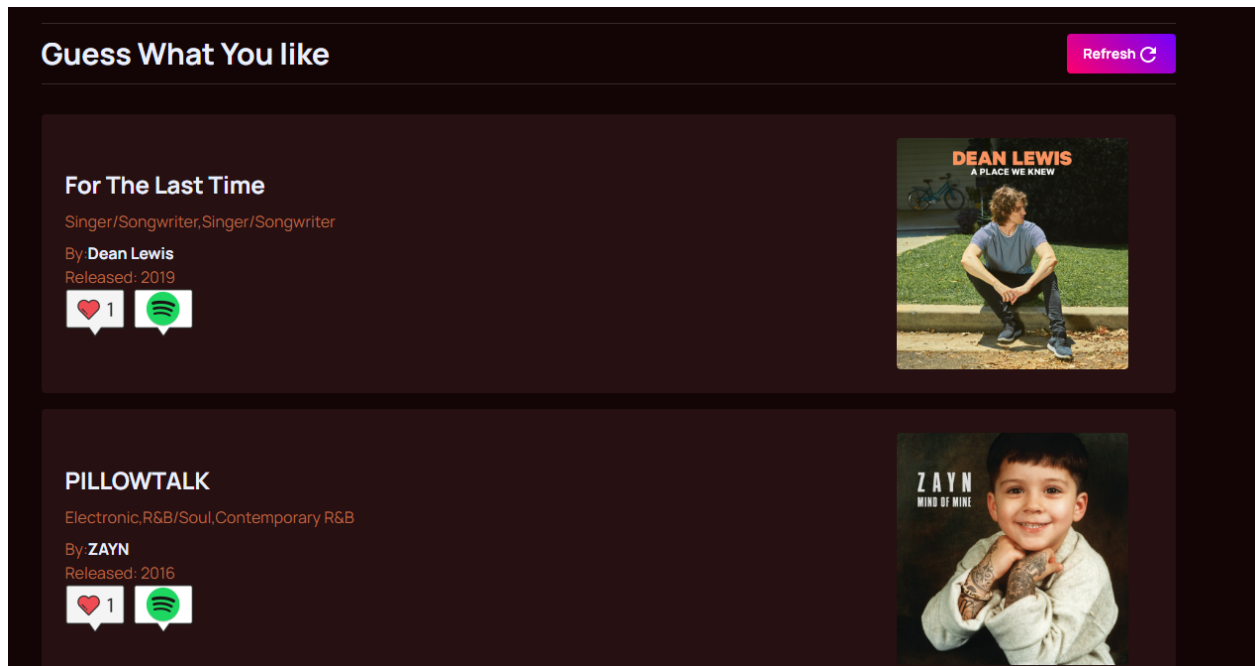 Guess What You like
Refresh
For The Last Time
Singer/Songwriter,Singer/Songwriter
By:Dean Lewis
Released: 2019
1
DEAN LEWIS
A PLACE WE KNEW
PILLOWTALK
Electronic,R&B/Soul,Contemporary R&B
By:ZAYN
Released: 2016
1
ZAYN
MIND OF MINE